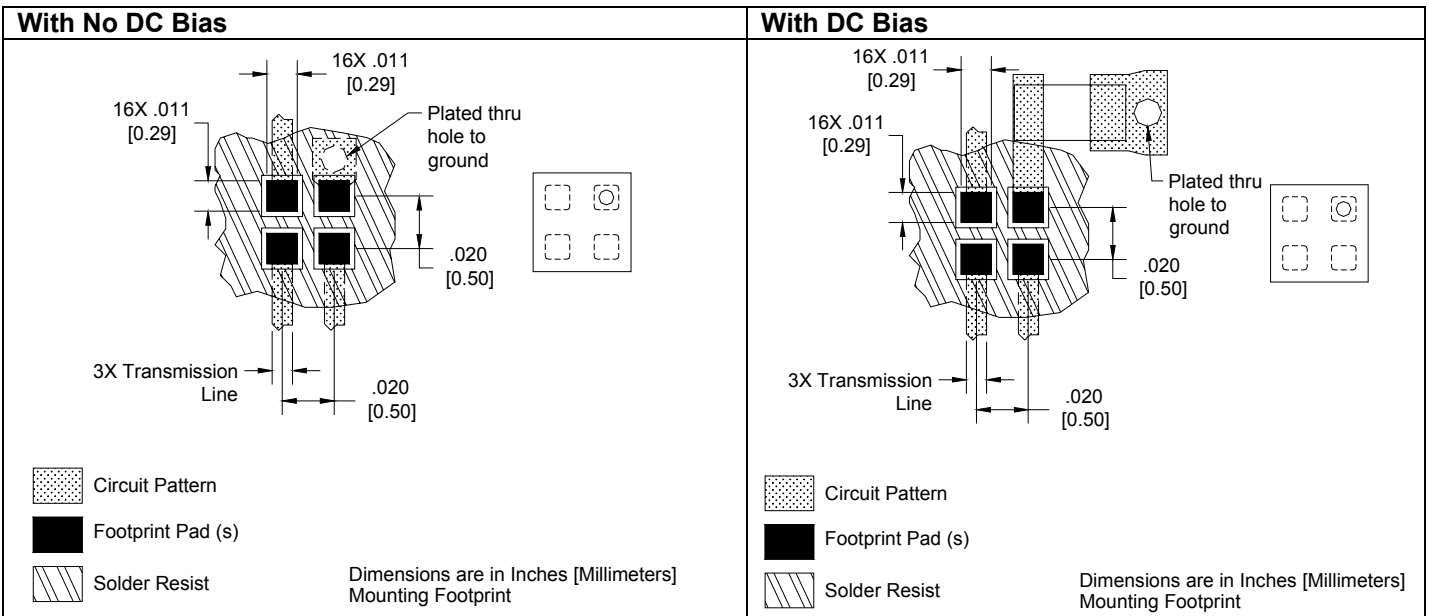 With No DC Bias
16X .011
[0.29]
16X .011
[0.29]
Plated thru
hole to
ground
.020
[0.50]
3X Transmission
Line
.020
[0.50]
Circuit Pattern
Footprint Pad (s)
Solder Resist
Dimensions are in Inches [Millimeters]
Mounting Footprint
With DC Bias
16X .011
[0.29]
16X .011
[0.29]
Plated thru
hole to
ground
.020
[0.50]
3X Transmission
Line
.020
[0.50]
Circuit Pattern
Footprint Pad (s)
Solder Resist
Dimensions are in Inches [Millimeters]
Mounting Footprint